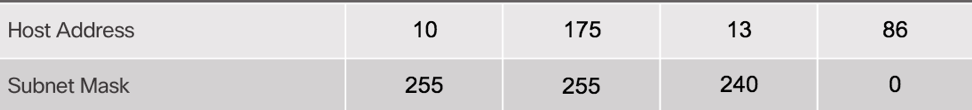 Host Address 10 175 13 86
Subnet Mask 255 255 240 0